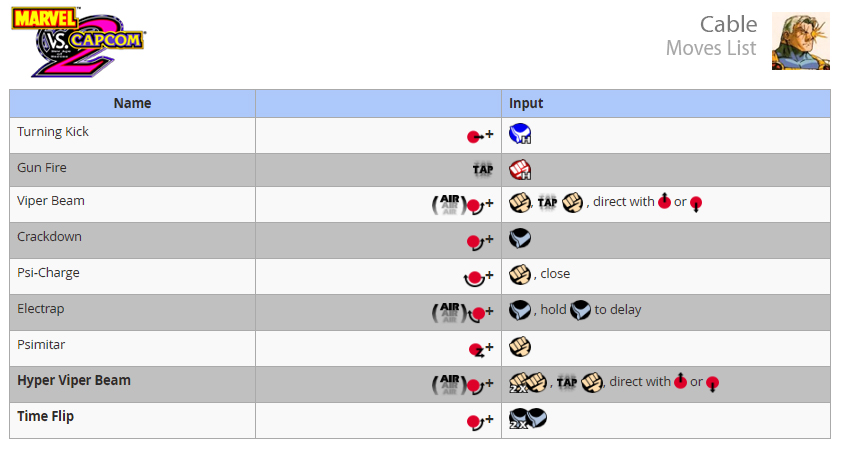 MARVEL
VS. CAPCOM
2
Cable
Moves List
Name Input
Turning Kick + H
Gun Fire TAP H
Viper Beam (AIR) + , TAP , direct with or
Crackdown +
Psi-Charge + , close
Electrap (AIR) + , hold to delay
Psimitar +
Hyper Viper Beam (AIR) + 2X , TAP , direct with or
Time Flip + 2X